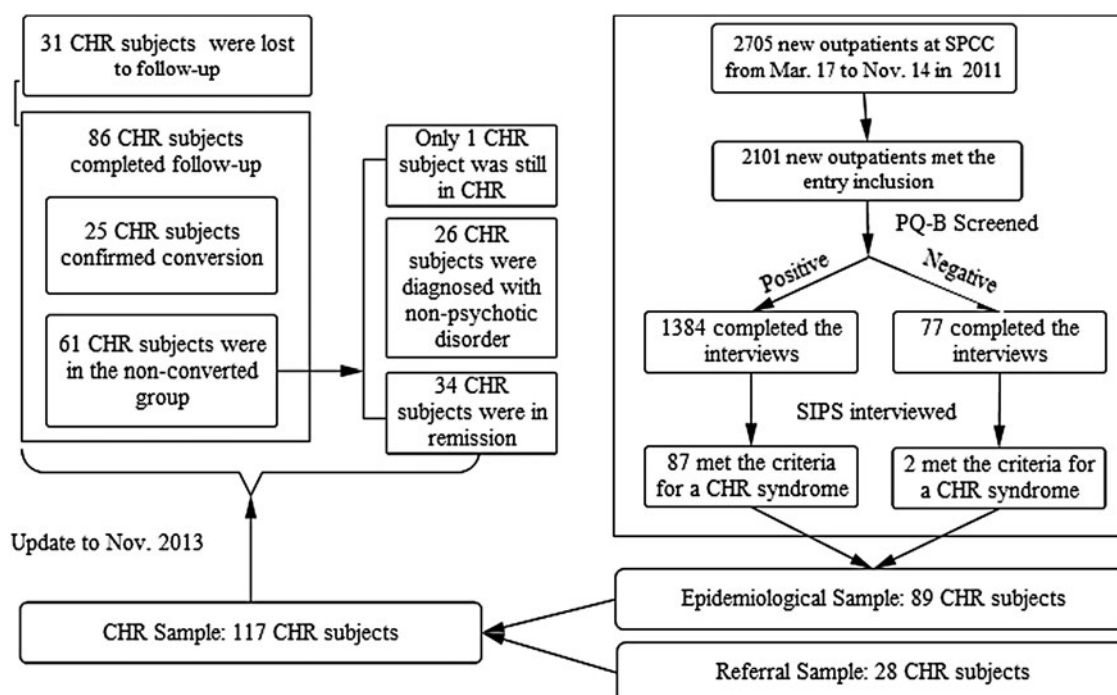 31 CHR subjects were lost
to follow-up
86 CHR subjects
completed follow-up
25 CHR subjects
confirmed conversion
61 CHR subjects were
in the non-converted
group
Only 1 CHR
subject was still
in CHR
26 CHR
subjects were
diagnosed with
non-psychotic
disorder
34 CHR
subjects were in
remission
Update to Nov. 2013
CHR Sample: 117 CHR subjects
2705 new outpatients at SPCC
from Mar. 17 to Nov. 14 in 2011
2101 new outpatients met the
entry inclusion
PQ-B Screened
Positive
Negative
1384 completed the
interviews
77 completed the
interviews
SIPS interviewed
87 met the criteria
for a CHR syndrome
2 met the criteria for
a CHR syndrome
Epidemiological Sample: 89 CHR subjects
Referral Sample: 28 CHR subjects